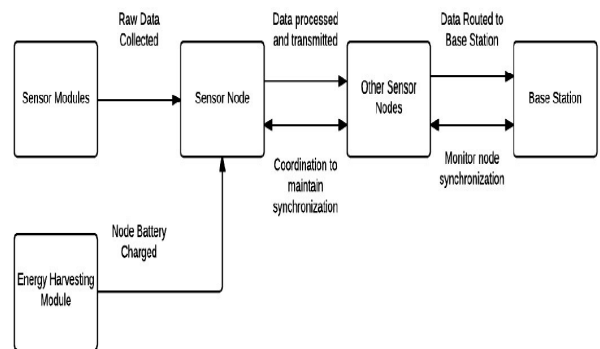 Raw Data
Collected
Data processed
and transmitted
Data Routed to
Base Station
Sensor Modules
Sensor Node
Other Sensor
Nodes
Base Station
Coordination to
maintain
synchronization
Monitor node
synchronization
Node Battery
Charged
Energy Harvesting
Module